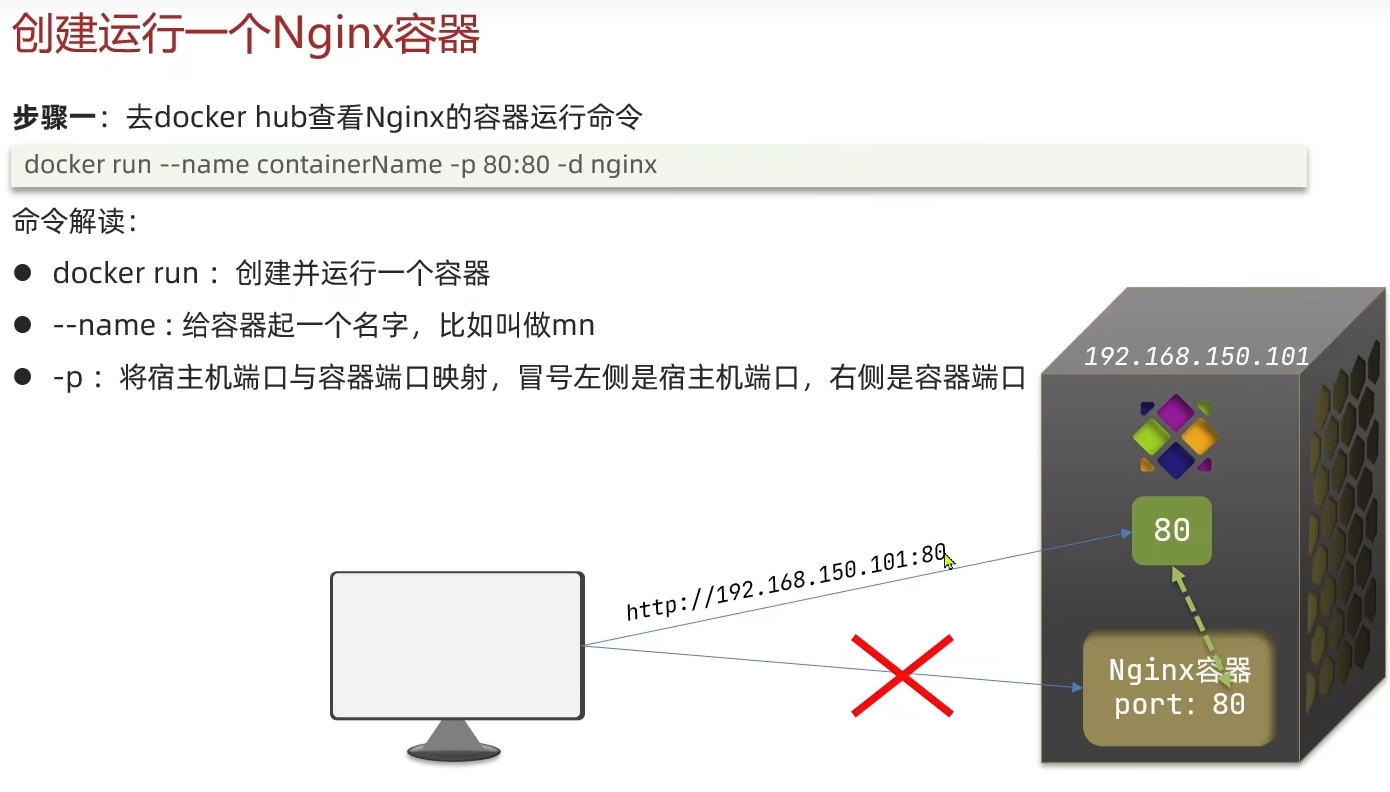 创建运行一个Nginx容器
步骤一：去docker hub查看Nginx的容器运行命令
docker run --name containerName -p 80:80 -d nginx
命令解读：
● docker run ：创建并运行一个容器
● --name : 给容器起一个名字，比如叫做mn
● -p ：将宿主机端口与容器端口映射，冒号左侧是宿主机端口，右侧是容器端口
192.168.150.101
80
http://192.168.150.101:80
Nginx容器
port: 80